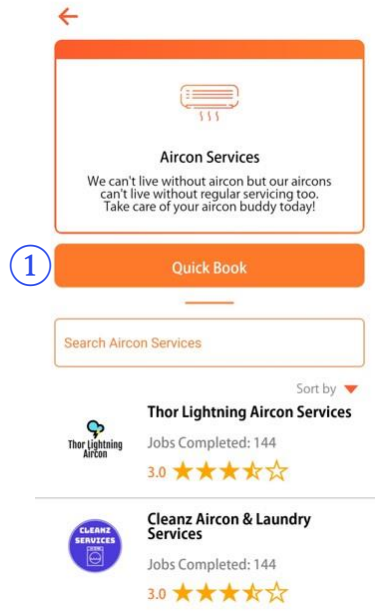 Aircon Services
We can't live without aircon but our aircons
can't live without regular servicing too.
Take care of your aircon buddy today!
1
Quick Book
Search Aircon Services
Sort by
Thor Lightning Aircon Services
Thor Lightning
Aircon
Jobs Completed: 144
3.0
Cleanz Aircon & Laundry
Services
CLEANZ
SERVICES
Jobs Completed: 144
3.0